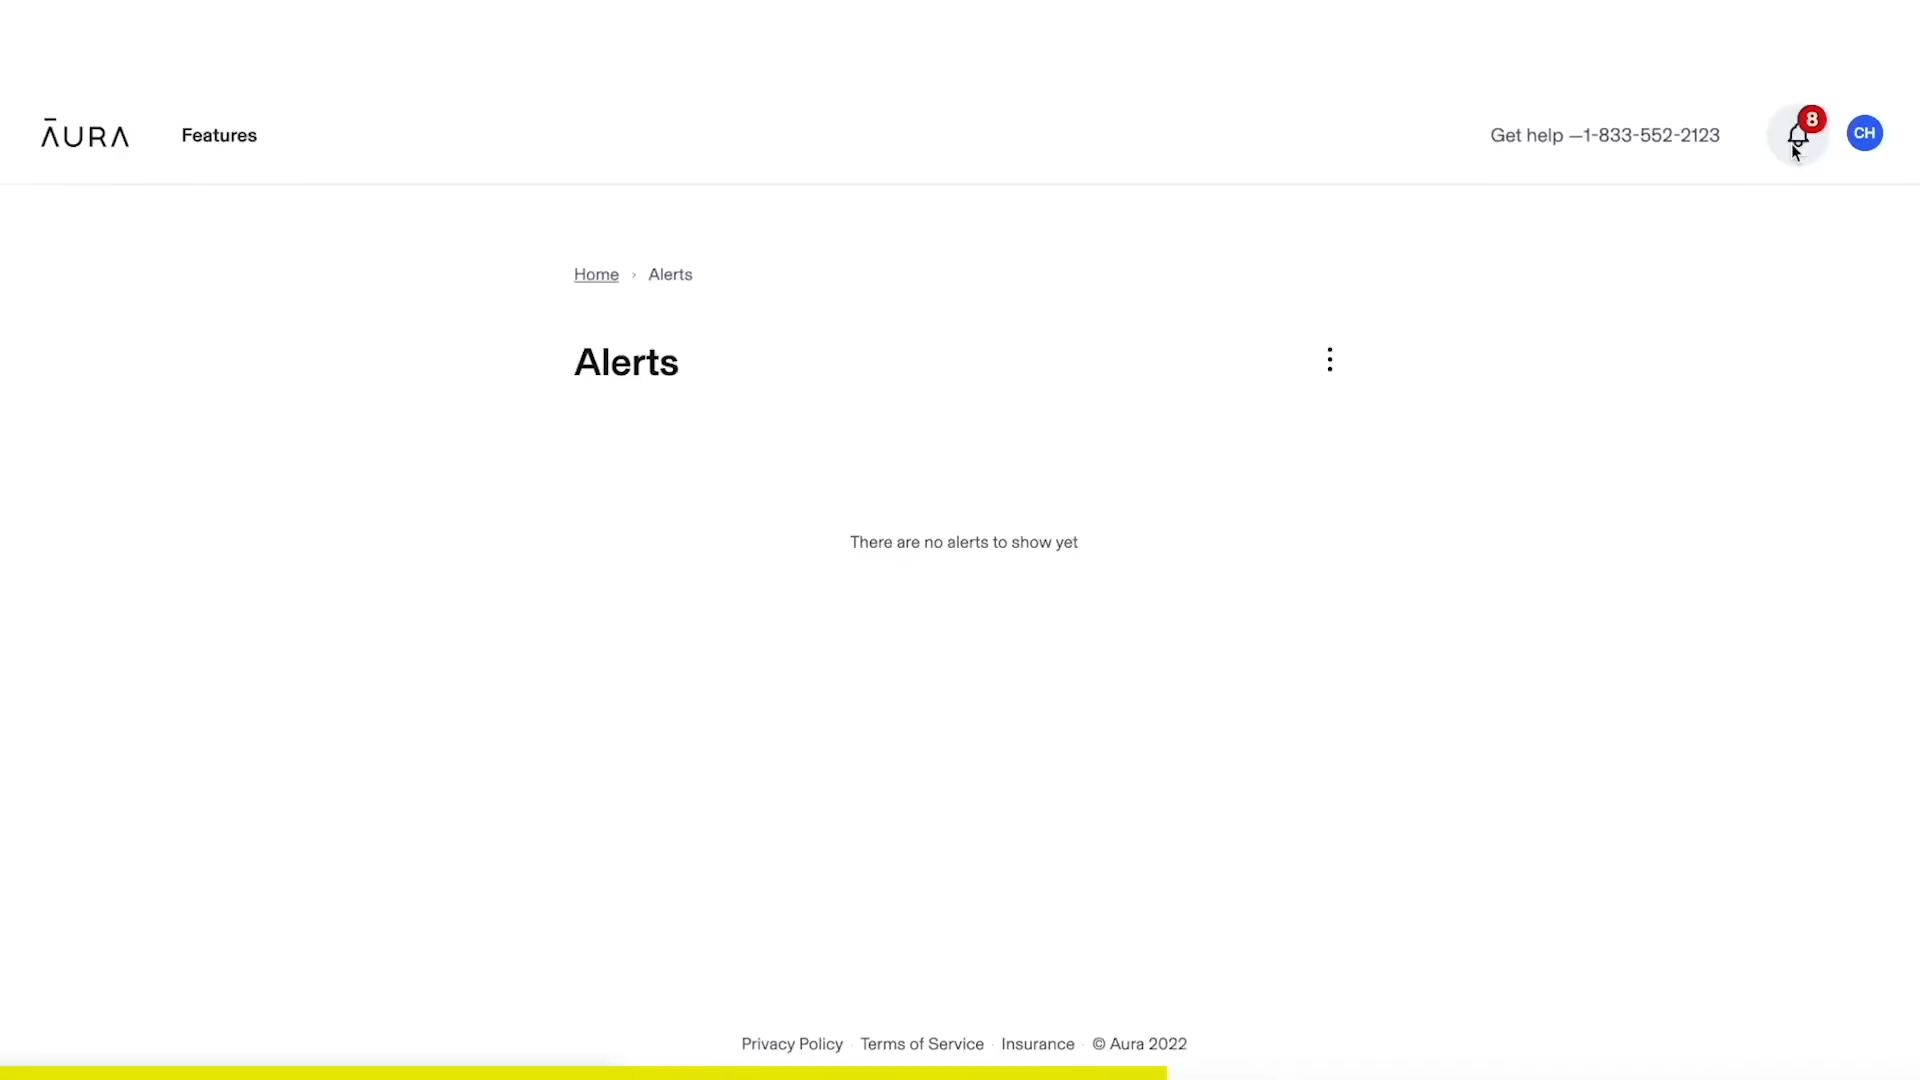 ĀURA
Features
Get help —1-833-552-2123
8
CH
Home › Alerts
Alerts
There are no alerts to show yet
Privacy Policy · Terms of Service · Insurance · © Aura 2022